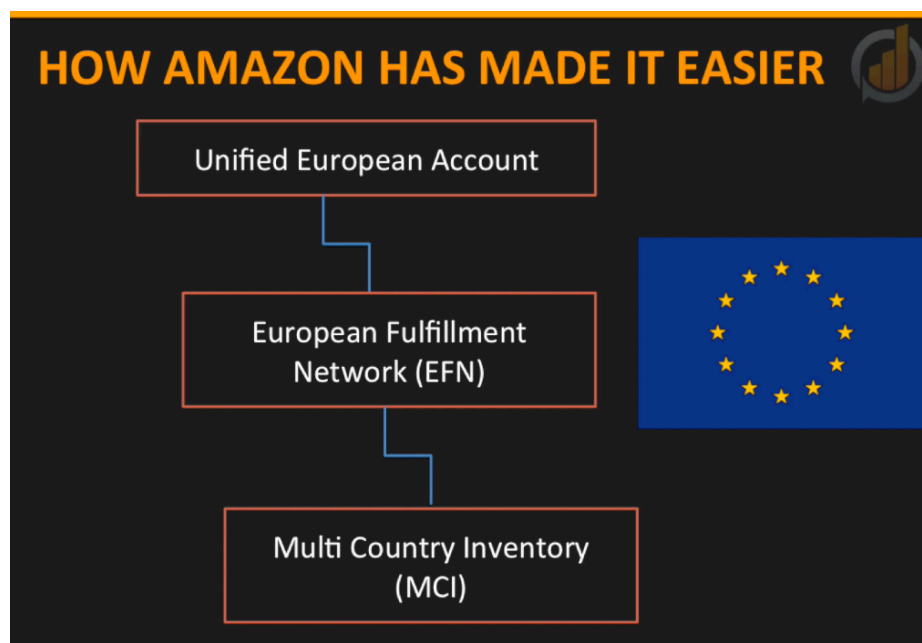 HOW AMAZON HAS MADE IT EASIER
Unified European Account
European Fulfillment
Network (EFN)
Multi Country Inventory
(MCI)